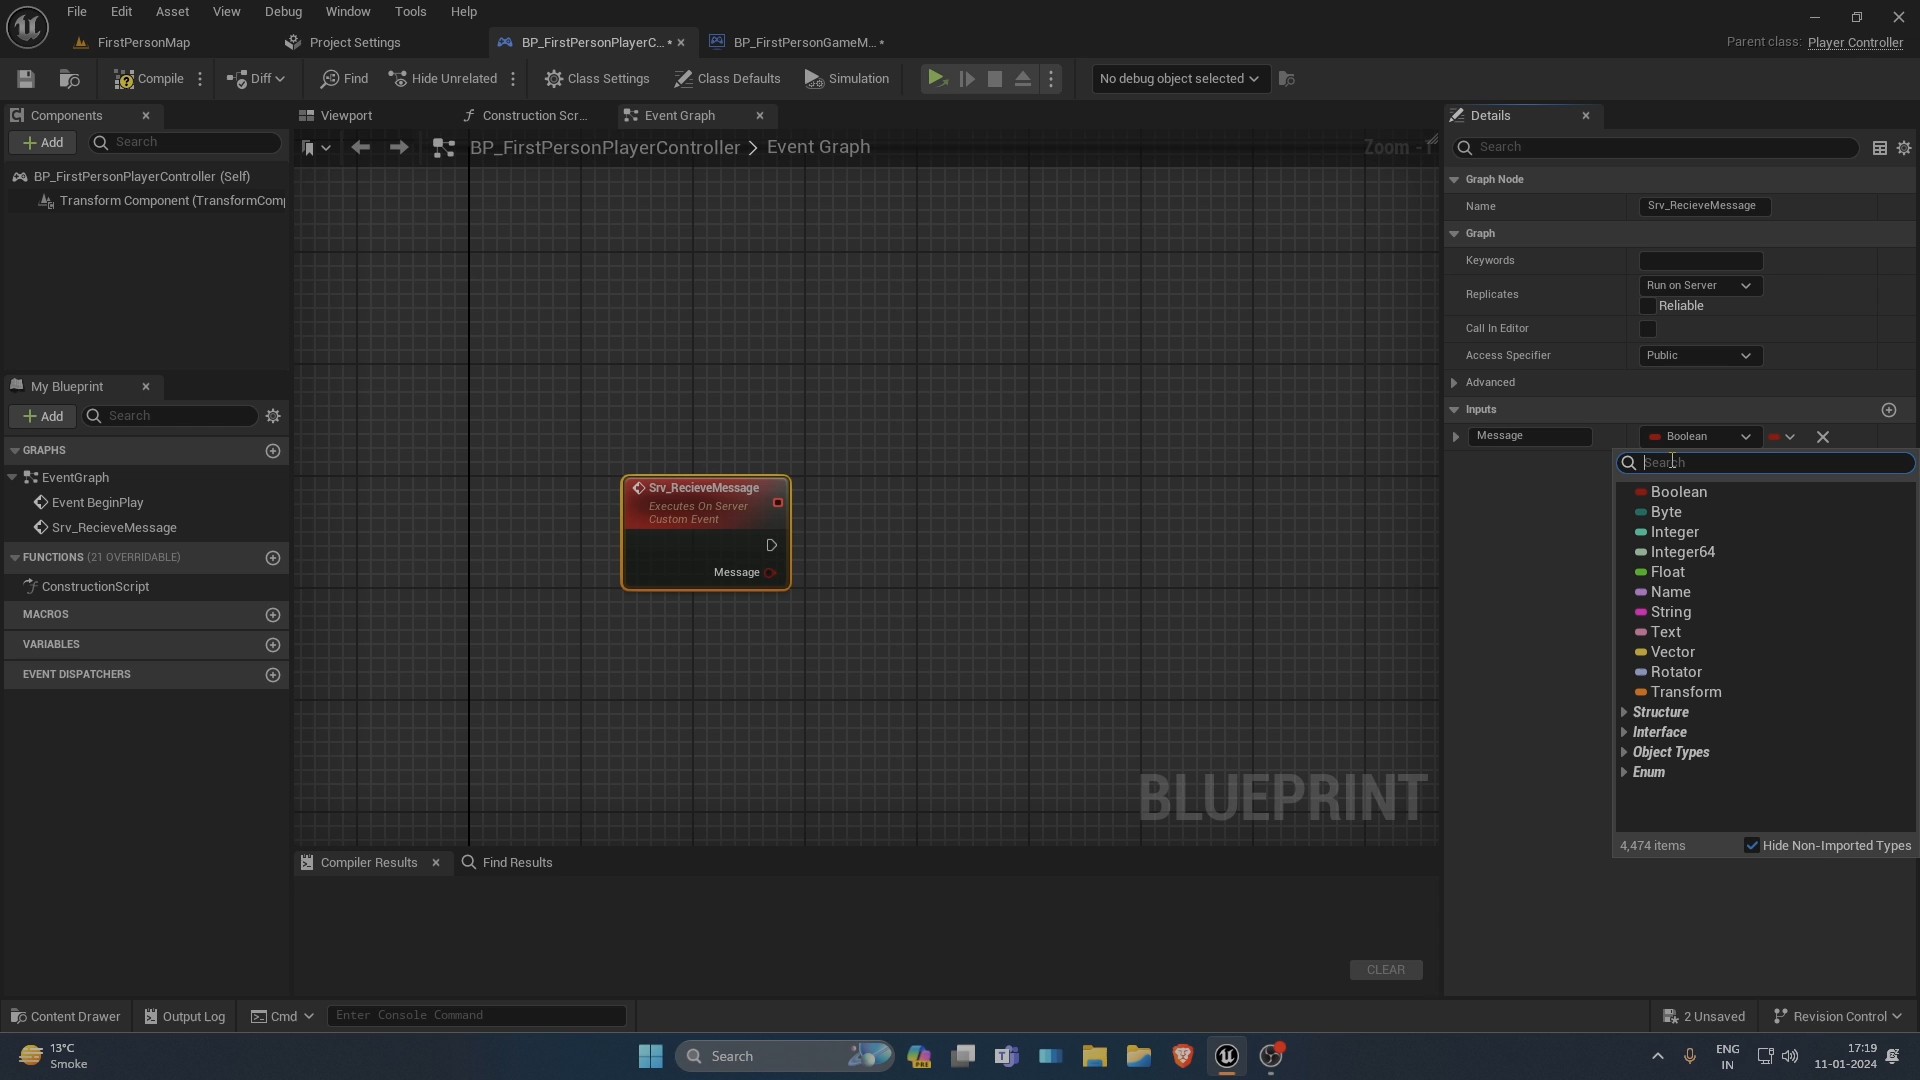 File Edit Asset View Debug Window Tools Help
FirstPersonMap Project Settings BP_FirstPersonPlayerC... • BP_FirstPersonGameM... •
Parent class: Player Controller
Compile Diff Find Hide Unrelated Class Settings Class Defaults Simulation No debug object selected
Components
Add Search
BP_FirstPersonPlayerController (Self)
Transform Component (TransformComp
My Blueprint
Add Search
GRAPHS
EventGraph
Event BeginPlay
Srv_RecieveMessage
FUNCTIONS (21 OVERRIDABLE)
ConstructionScript
MACROS
VARIABLES
EVENT DISPATCHERS
Viewport Construction Scr... Event Graph
BP_FirstPersonPlayerController > Event Graph
Zoom -1
Srv_RecieveMessage
Executes On Server
Custom Event
Message
BLUEPRINT
Compiler Results Find Results
CLEAR
Details
Search
Graph Node
Name Srv_RecieveMessage
Graph
Keywords
Replicates Run on Server
Reliable
Call In Editor
Access Specifier Public
Advanced
Inputs
Message Boolean
Search
Boolean
Byte
Integer
Integer64
Float
Name
String
Text
Vector
Rotator
Transform
Structure
Interface
Object Types
Enum
4,474 items Hide Non-Imported Types
Content Drawer Output Log Cmd Enter Console Command 2 Unsaved Revision Control
13°C
Smoke
Search
PRE
ENG
IN
17:19
11-01-2024